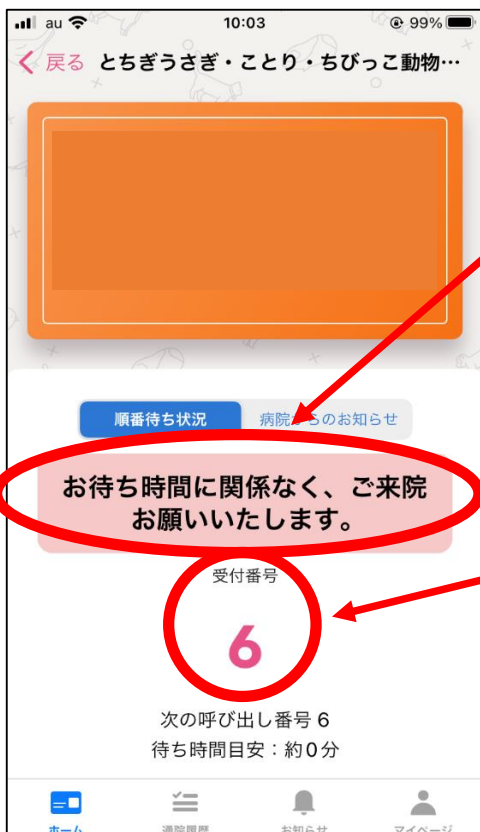 au 10:03 99%
戻る とちぎうさぎ・ことり・ちびっこ動物…
順番待ち状況 病院からのお知らせ
お待ち時間に関係なく、ご来院
お願いいたします。
受付番号
6
次の呼び出し番号 6
待ち時間目安：約0分
ホーム 通院履歴 お知らせ マイページ